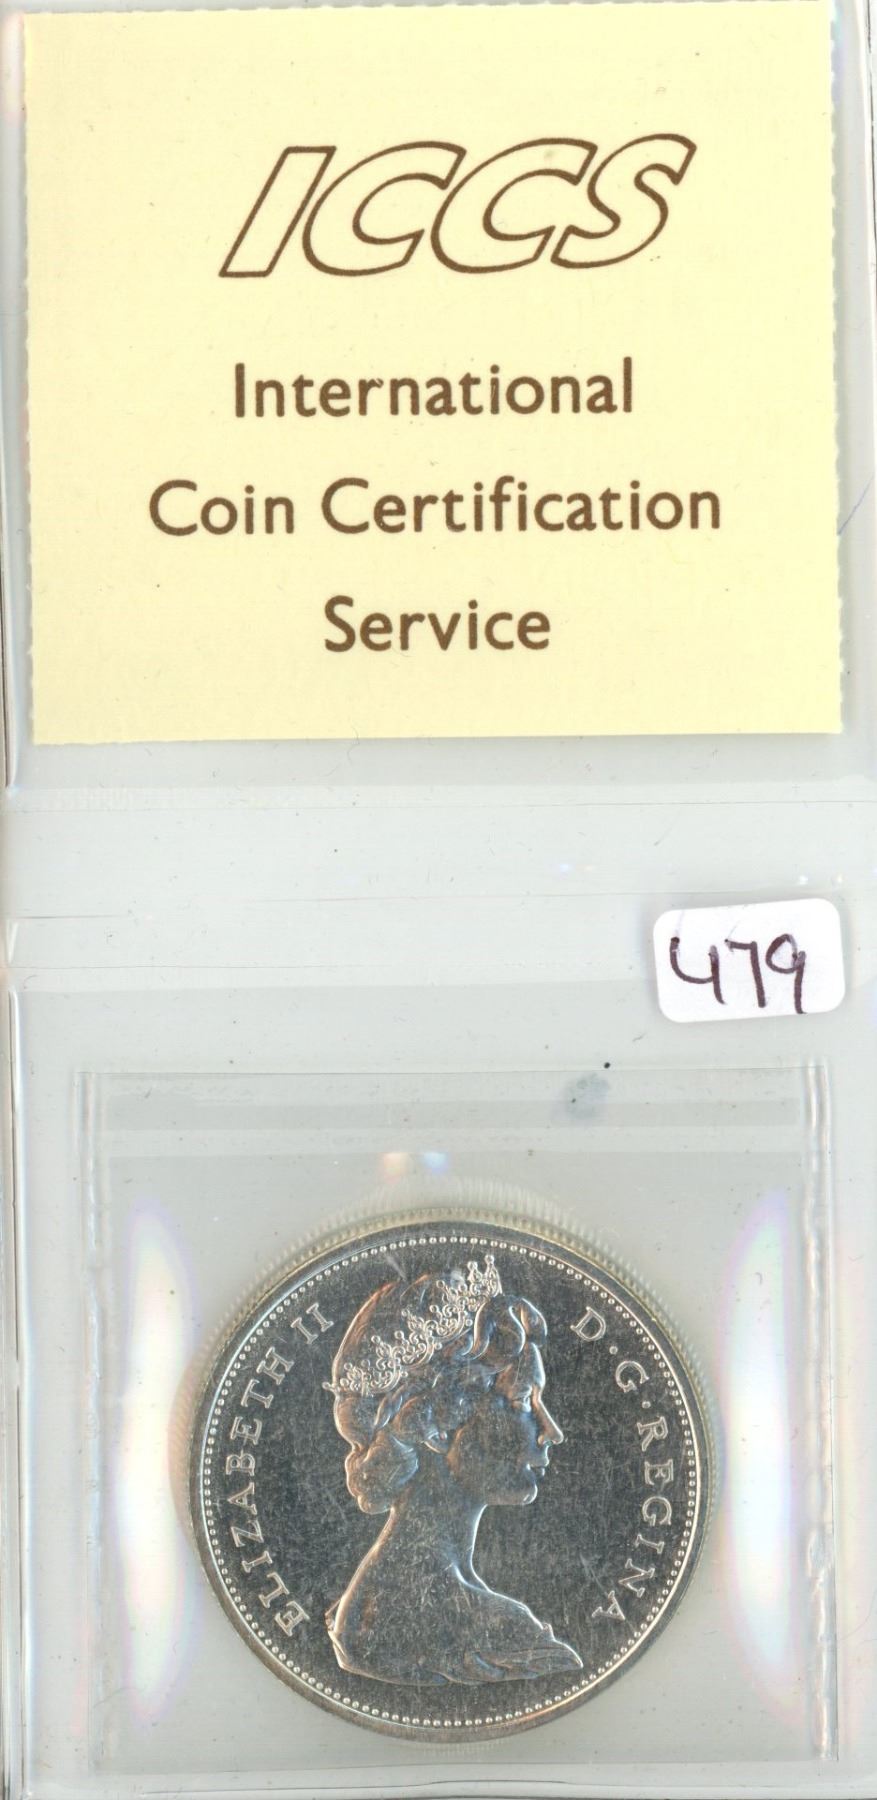 ICCS
International
Coin Certification
Service
479
ELIZABETH II D·G·REGINA